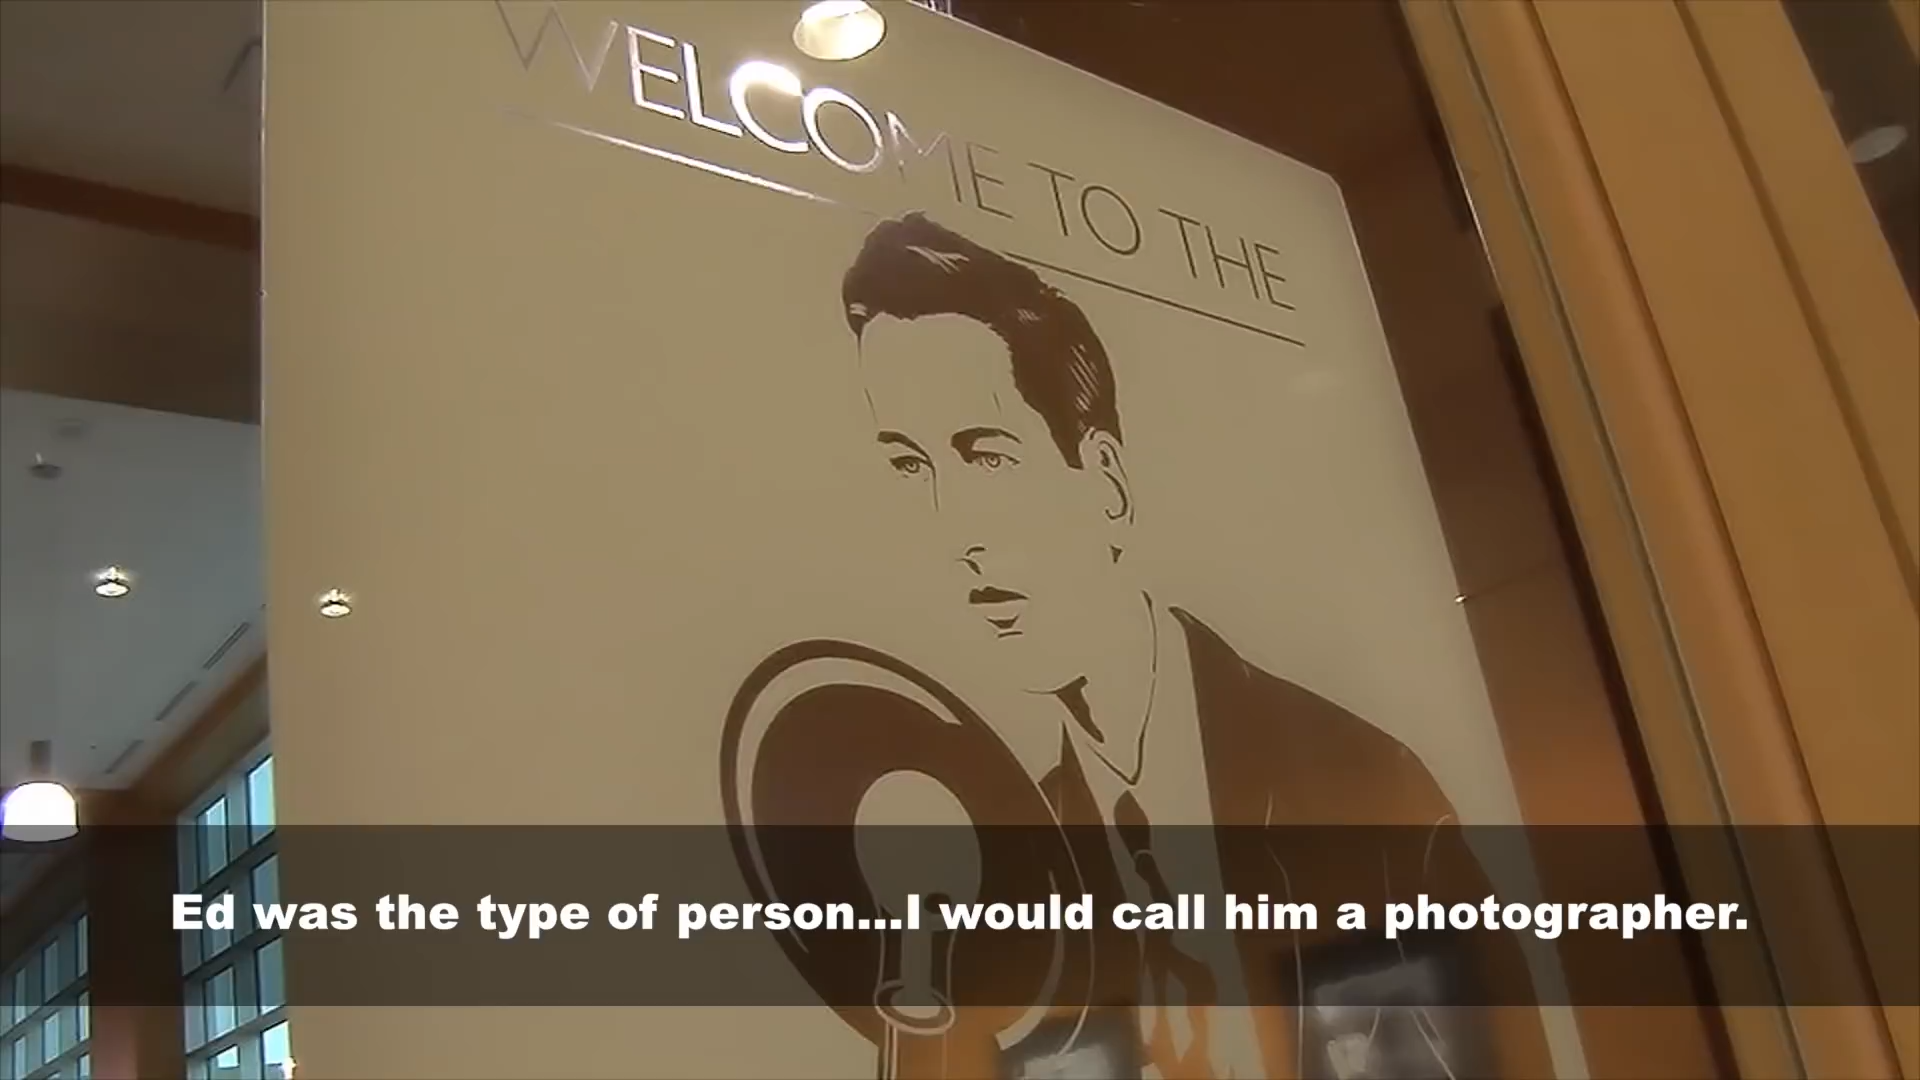 WELCOME TO THE
Ed was the type of person...I would call him a photographer.